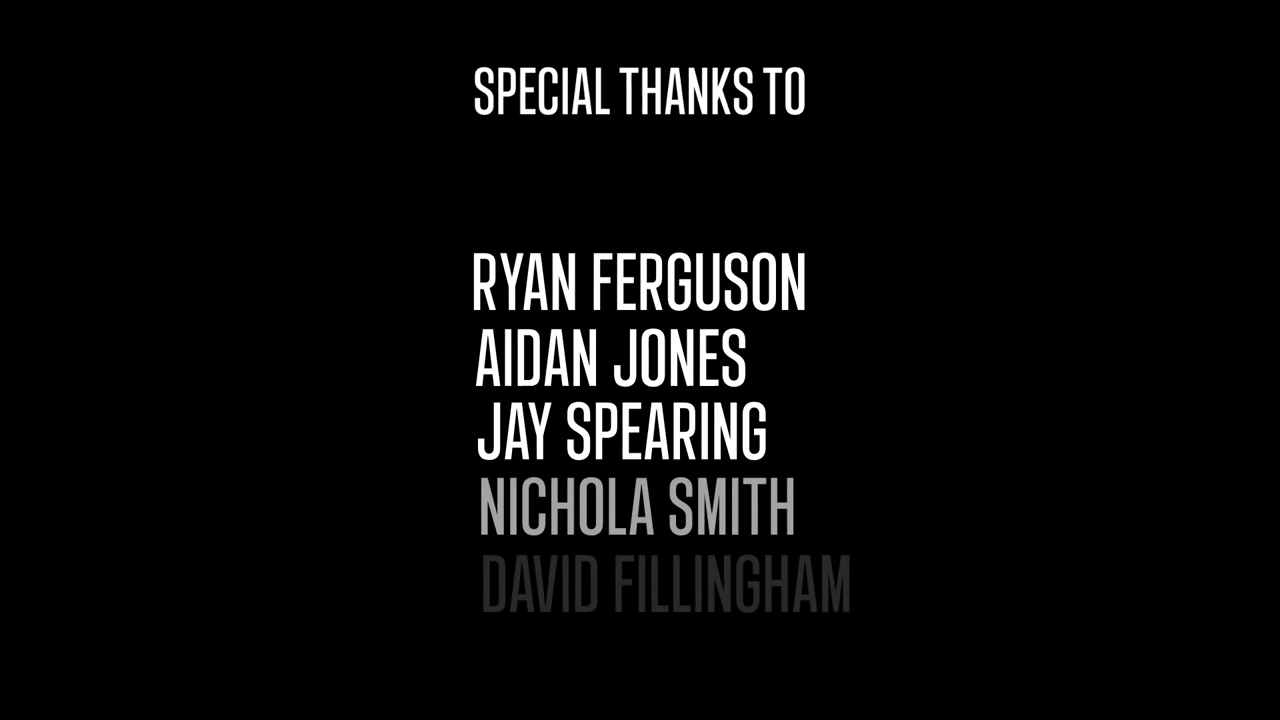 SPECIAL THANKS TO
RYAN FERGUSON
AIDAN JONES
JAY SPEARING
NICHOLA SMITH
DAVID FILLINGHAM